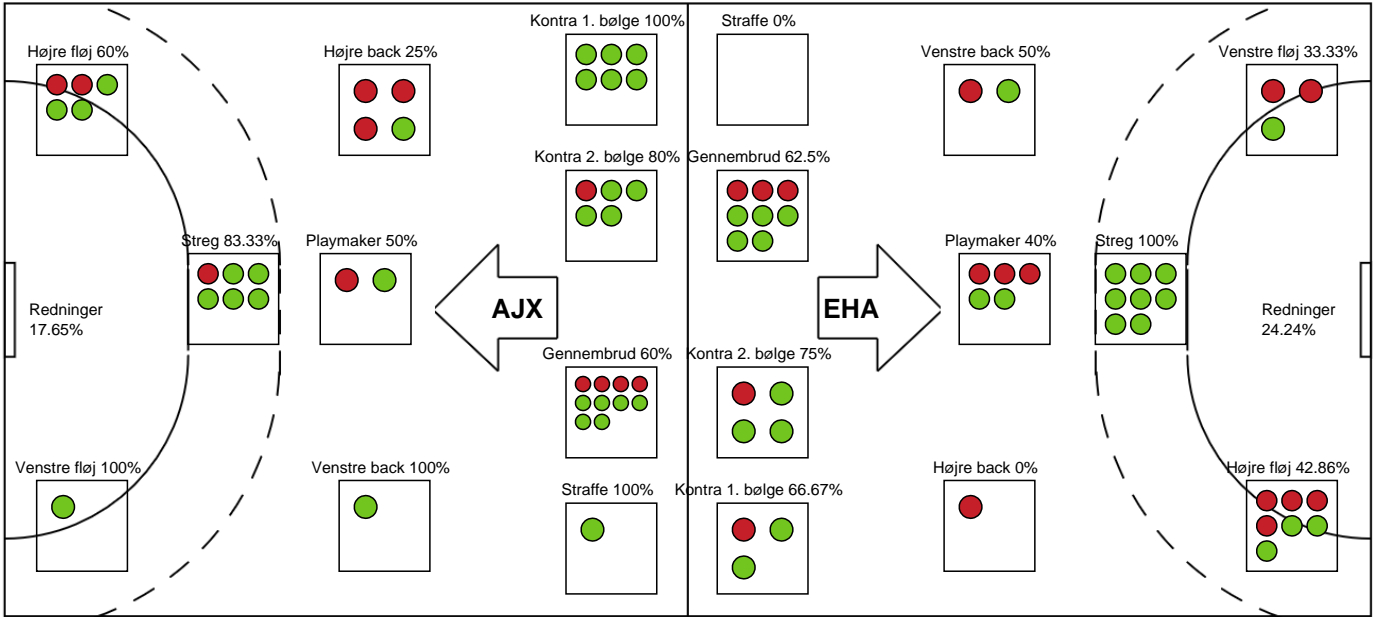 Kontra 1. bølge 100%
Straffe 0%
Højre fløj 60%
Højre back 25%
Venstre back 50%
Venstre fløj 33.33%
Kontra 2. bølge 80%
Gennembrud 62.5%
Streg 83.33%
Playmaker 50%
Playmaker 40%
Streg 100%
Redninger
17.65%
AJX
EHA
Redninger
24.24%
Gennembrud 60%
Kontra 2. bølge 75%
Venstre fløj 100%
Venstre back 100%
Straffe 100%
Kontra 1. bølge 66.67%
Højre back 0%
Højre fløj 42.86%